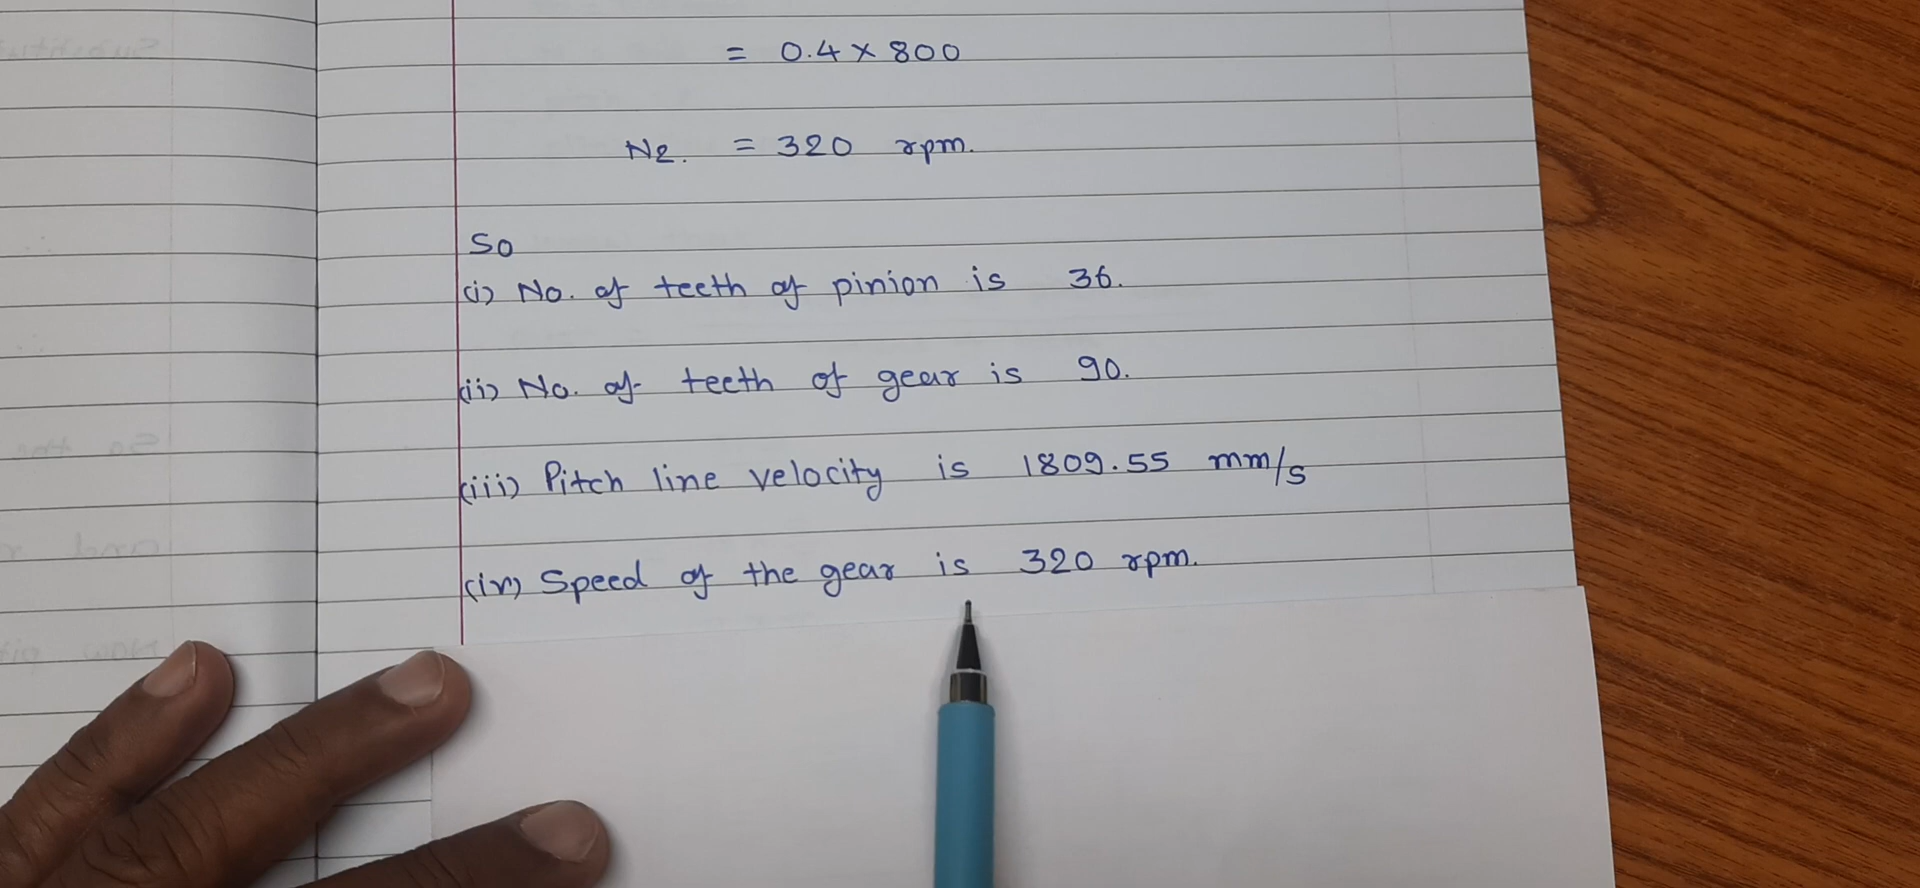 = 0.4 × 800
N2. = 320 rpm.
So
(i) No. of teeth of pinion is 36.
(ii) No. of teeth of gear is 90.
(iii) Pitch line velocity is 1809.55 mm/s
(iv) Speed of the gear is 320 rpm.